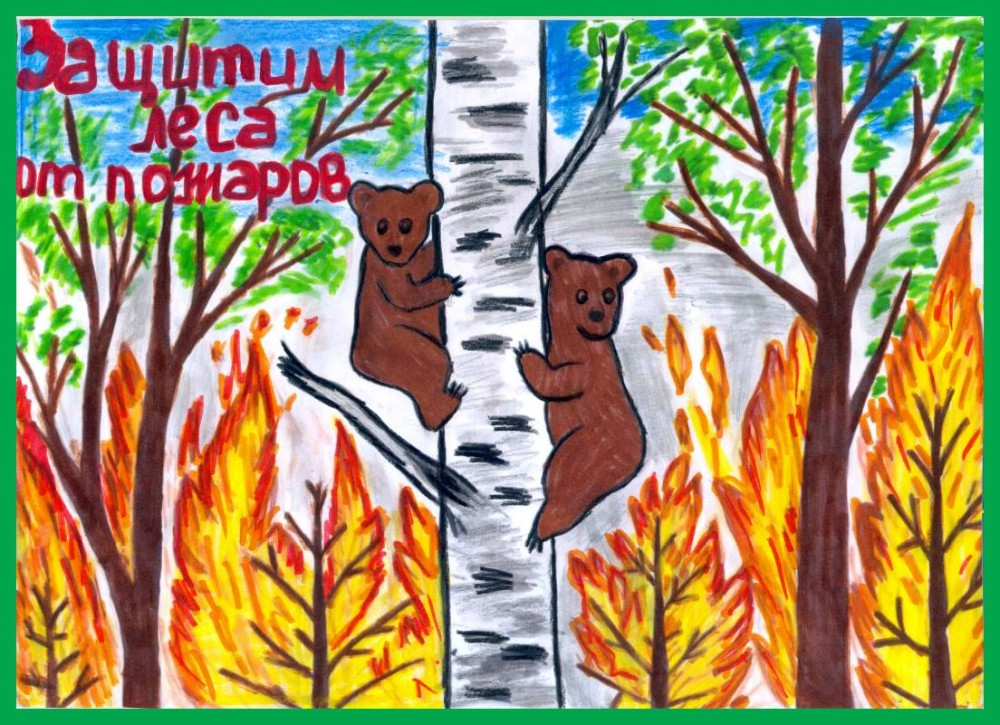 Защитим
леса
от пожаров